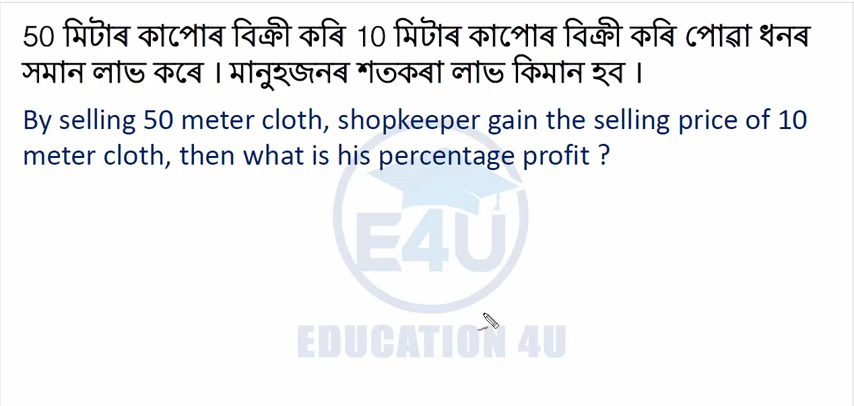 50 মিটাৰ কাপোৰ বিক্ৰী কৰি 10 মিটাৰ কাপোৰ বিক্ৰী কৰি পোৱা ধনৰ
সমান লাভ কৰে । মানুহজনৰ শতকৰা লাভ কিমান হব ।
By selling 50 meter cloth, shopkeeper gain the selling price of 10
meter cloth, then what is his percentage profit ?
E4U
EDUCATION 4U